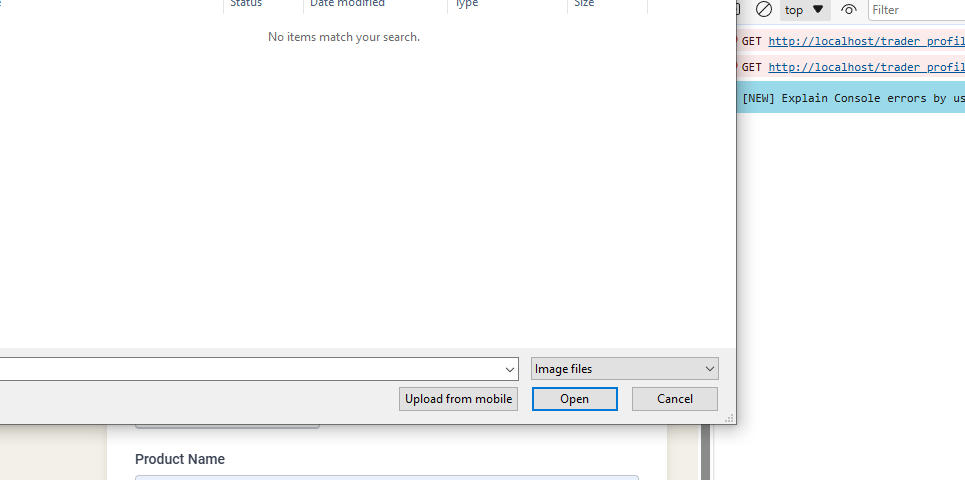 Status Date modified Type Size
No items match your search.
Image files
Upload from mobile Open Cancel
Product Name
top Filter
GET http://localhost/trader_profil
GET http://localhost/trader_profil
[NEW] Explain Console errors by us